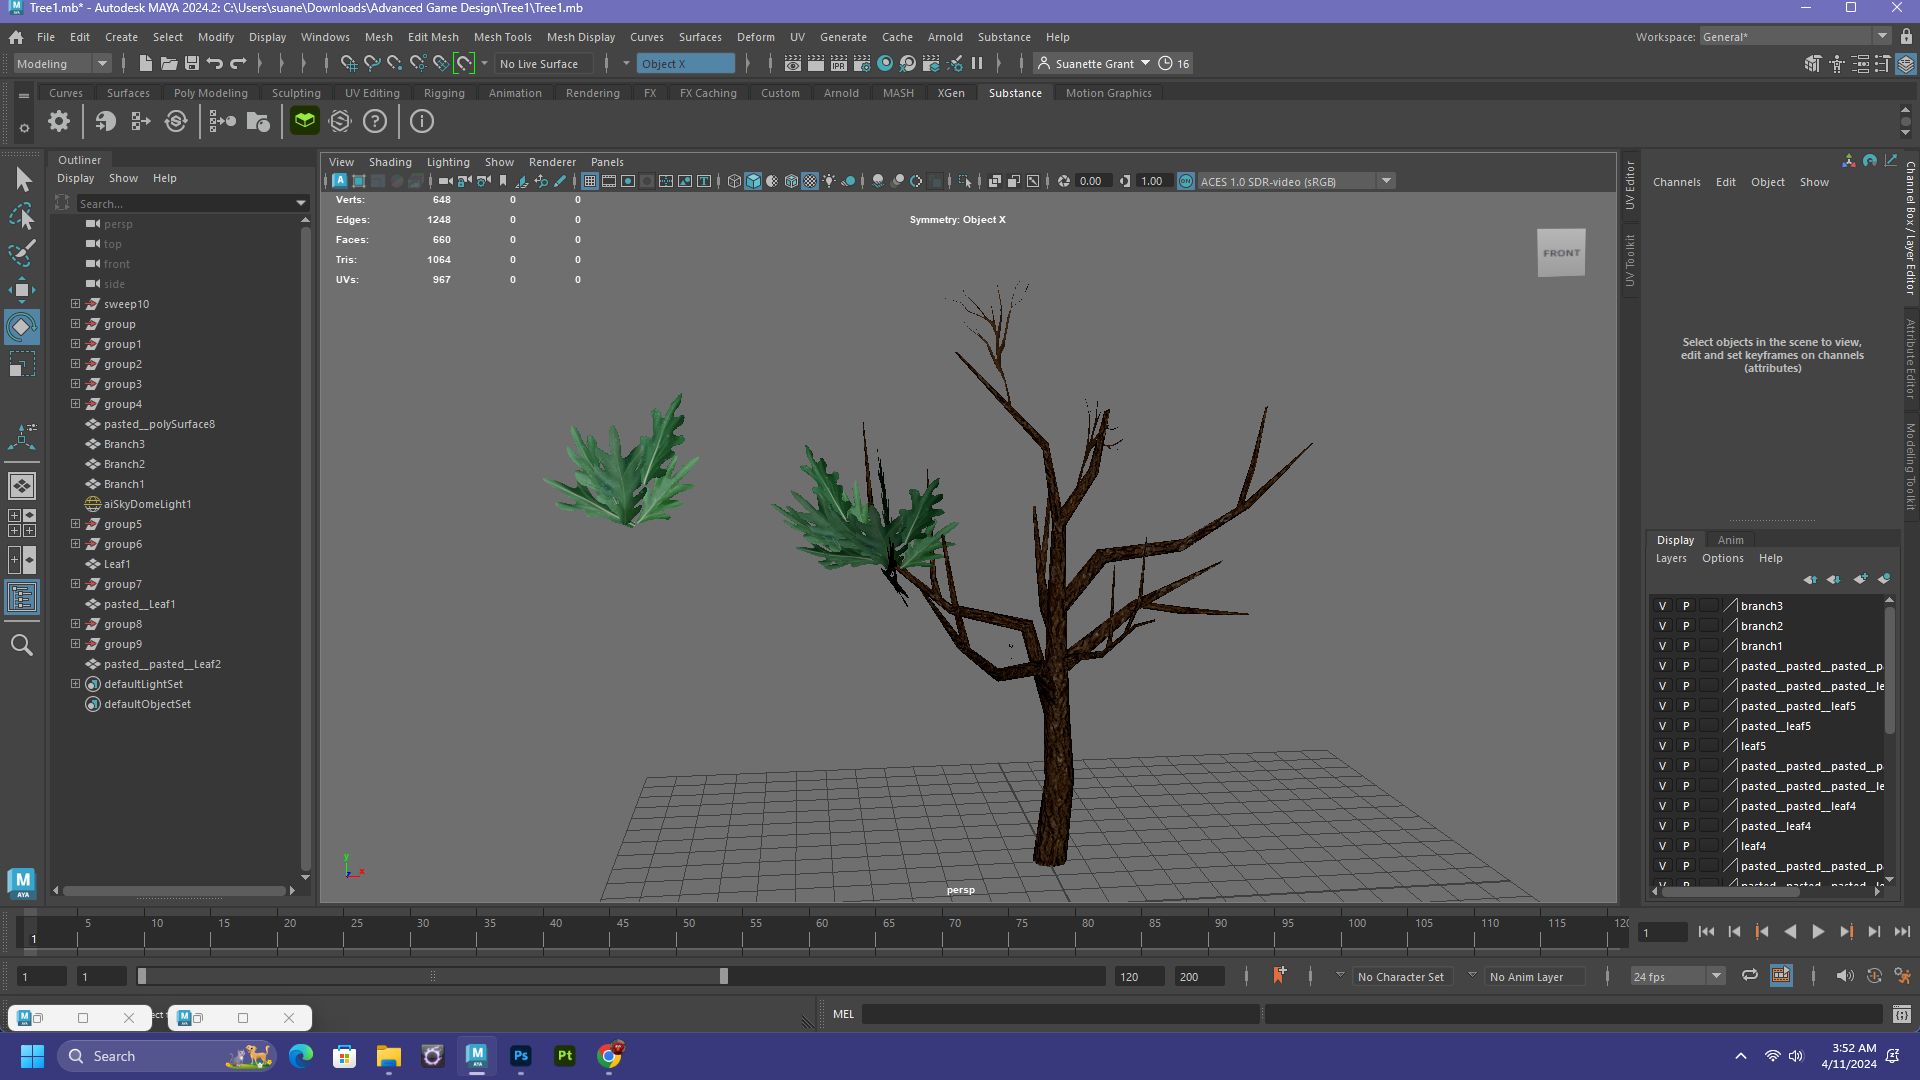 Tree1.mb* - Autodesk MAYA 2024.2: C:\Users\suane\Downloads\Advanced Game Design\Tree1\Tree1.mb
File Edit Create Select Modify Display Windows Mesh Edit Mesh Mesh Tools Mesh Display Curves Surfaces Deform UV Generate Cache Arnold Substance Help
Workspace: General*
Modeling
No Live Surface
Object X
Suanette Grant
16
Curves Surfaces Poly Modeling Sculpting UV Editing Rigging Animation Rendering FX FX Caching Custom Arnold MASH XGen Substance Motion Graphics
Outliner
Display Show Help
Search...
persp
top
front
side
sweep10
group
group1
group2
group3
group4
pasted__polySurface8
Branch3
Branch2
Branch1
aiSkyDomeLight1
group5
group6
Leaf1
group7
pasted__Leaf1
group8
group9
pasted__pasted__Leaf2
defaultLightSet
defaultObjectSet
View Shading Lighting Show Renderer Panels
0.00
1.00
ACES 1.0 SDR-video (sRGB)
Verts: 648 0 0
Edges: 1248 0 0
Faces: 660 0 0
Tris: 1064 0 0
UVs: 967 0 0
Symmetry: Object X
FRONT
persp
y
x
UV Editor
UV Toolkit
Channels Edit Object Show
Select objects in the scene to view,
edit and set keyframes on channels
(attributes)
Channel Box / Layer Editor
Attribute Editor
Modeling Toolkit
Display Anim
Layers Options Help
V P branch3
V P branch2
V P branch1
V P pasted__pasted__pasted__p
V P pasted__pasted__pasted__le
V P pasted__pasted__leaf5
V P pasted__leaf5
V P leaf5
V P pasted__pasted__pasted__p
V P pasted__pasted__pasted__le
V P pasted__pasted__leaf4
V P pasted__leaf4
V P leaf4
V P pasted__pasted__pasted__p
V P pasted__pasted__pasted__le
1 5 10 15 20 25 30 35 40 45 50 55 60 65 70 75 80 85 90 95 100 105 110 115 120
1
1 1 120 200
No Character Set
No Anim Layer
24 fps
MEL
Search
3:52 AM
4/11/2024